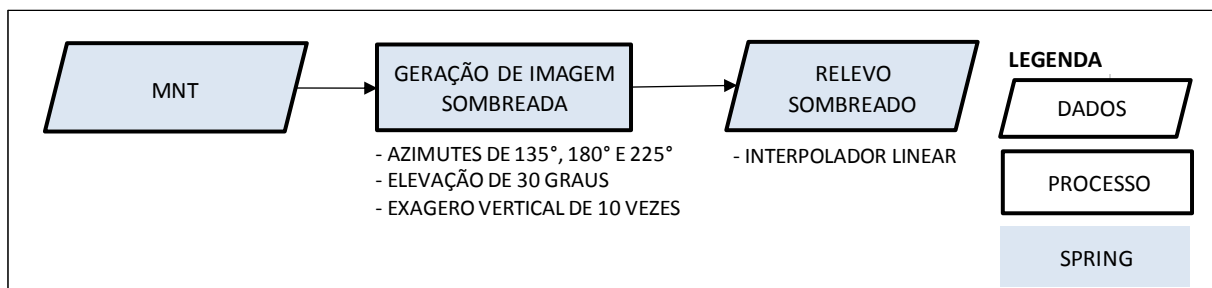 MNT
GERAÇÃO DE IMAGEM
SOMBREADA
- AZIMUTES DE 135°, 180° E 225°
- ELEVAÇÃO DE 30 GRAUS
- EXAGERO VERTICAL DE 10 VEZES
RELEVO
SOMBREADO
- INTERPOLADOR LINEAR
LEGENDA
DADOS
PROCESSO
SPRING